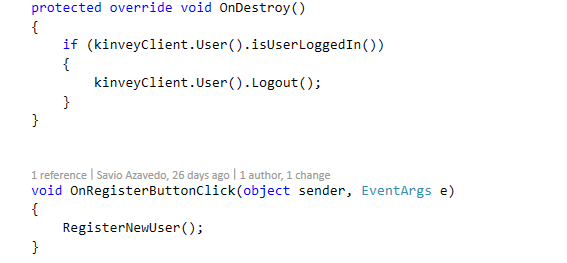 protected override void OnDestroy()
{
if (kinveyClient.User().isUserLoggedIn())
{
kinveyClient.User().Logout();
}
}
1 reference | Savio Azavedo, 26 days ago | 1 author, 1 change
void OnRegisterButtonClick(object sender, EventArgs e)
{
RegisterNewUser();
}